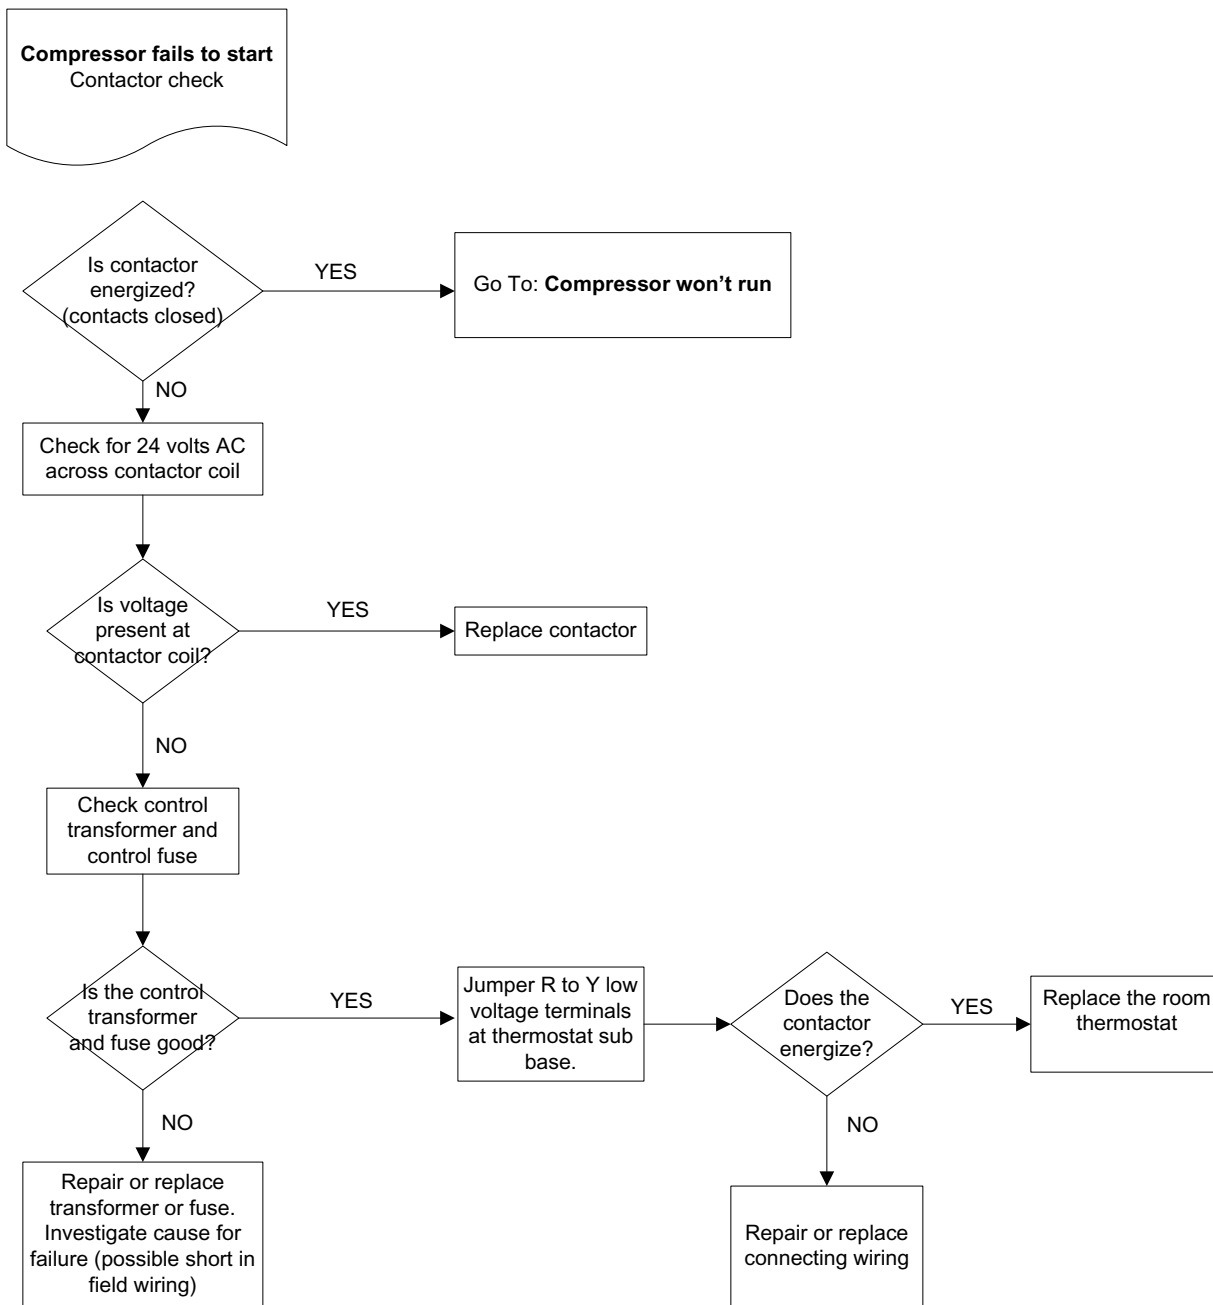 Compressor fails to start
Contactor check
Is contactor
energized?
(contacts closed)
YES
Go To: Compressor won't run
NO
Check for 24 volts AC
across contactor coil
Is voltage
present at
contactor coil?
YES
Replace contactor
NO
Check control
transformer and
control fuse
Is the control
transformer
and fuse good?
YES
Jumper R to Y low
voltage terminals
at thermostat sub
base.
Does the
contactor
energize?
YES
Replace the room
thermostat
NO
Repair or replace
transformer or fuse.
Investigate cause for
failure (possible short in
field wiring)
NO
Repair or replace
connecting wiring